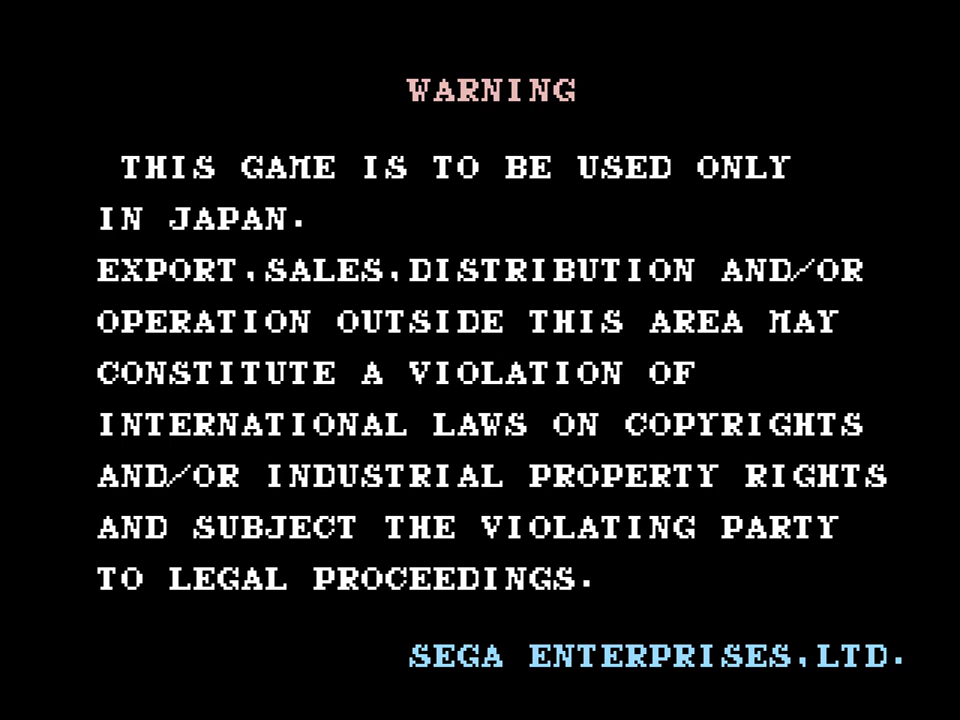 WARNING
THIS GAME IS TO BE USED ONLY
IN JAPAN.
EXPORT,SALES,DISTRIBUTION AND/OR
OPERATION OUTSIDE THIS AREA MAY
CONSTITUTE A VIOLATION OF
INTERNATIONAL LAWS ON COPYRIGHTS
AND/OR INDUSTRIAL PROPERTY RIGHTS
AND SUBJECT THE VIOLATING PARTY
TO LEGAL PROCEEDINGS.
SEGA ENTERPRISES,LTD.